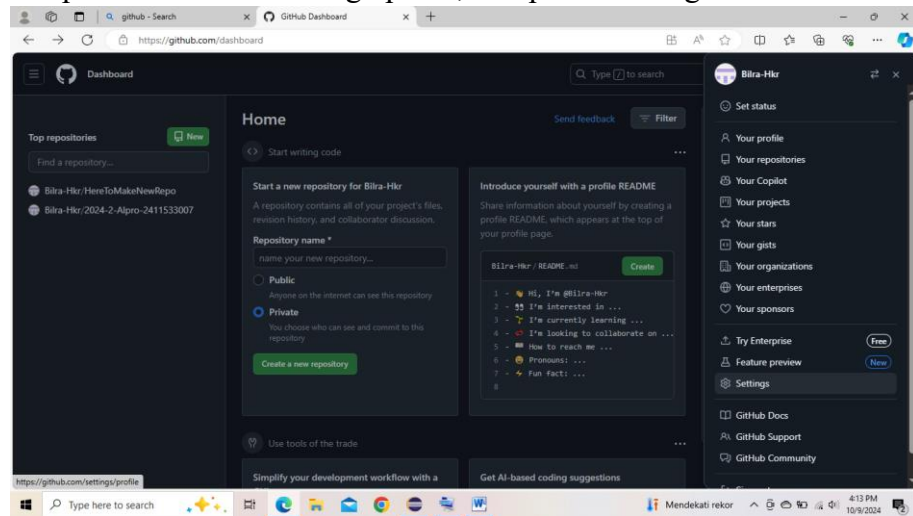 github - Search
GitHub Dashboard
https://github.com/dashboard
Dashboard
Type / to search
Bilra-Hkr
Set status
Your profile
Your repositories
Your Copilot
Your projects
Your stars
Your gists
Your organizations
Your enterprises
Your sponsors
Try Enterprise
Free
Feature preview
New
Settings
GitHub Docs
GitHub Support
GitHub Community
Top repositories
New
Find a repository...
Bilra-Hkr/HereToMakeNewRepo
Bilra-Hkr/2024-2-Alpro-2411533007
Home
Send feedback
Filter
Start writing code
Start a new repository for Bilra-Hkr
A repository contains all of your project's files,
revision history, and collaborator discussion.
Repository name *
name your new repository...
Public
Anyone on the internet can see this repository
Private
You choose who can see and commit to this
repository
Create a new repository
Introduce yourself with a profile README
Share information about yourself by creating a
profile README, which appears at the top of
your profile page.
Bilra-Hkr / README.md
Create
1 - 👋 Hi, I'm @Bilra-Hkr
2 - 👀 I'm interested in ...
3 - 🌱 I'm currently learning ...
4 - 💞️ I'm looking to collaborate on ...
5 - 📫 How to reach me ...
6 - 😄 Pronouns: ...
7 - ⚡ Fun fact: ...
8
Use tools of the trade
Simplify your development workflow with a
Get AI-based coding suggestions
https://github.com/settings/profile
Type here to search
Mendekati rekor
4:13 PM
10/9/2024